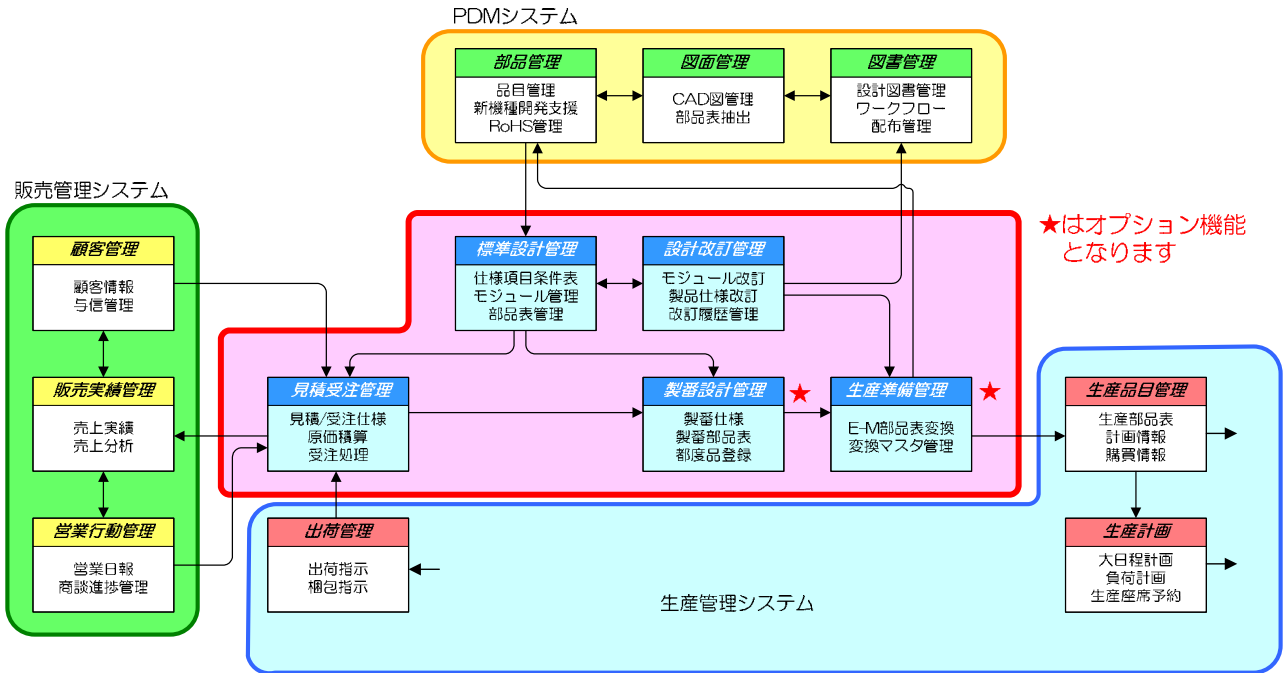 PDMシステム
部品管理
品目管理
新機種開発支援
RoHS管理
図面管理
CAD図管理
部品表抽出
図書管理
設計図書管理
ワークフロー
配布管理
販売管理システム
顧客管理
顧客情報
与信管理
販売実績管理
売上実績
売上分析
営業行動管理
営業日報
商談進捗管理
★はオプション機能
となります
標準設計管理
仕様項目条件表
モジュール管理
部品表管理
設計改訂管理
モジュール改訂
製品仕様改訂
改訂履歴管理
見積受注管理
見積/受注仕様
原価積算
受注処理
製番設計管理
★
製番仕様
製番部品表
都度品登録
生産準備管理
★
E-M部品表変換
変換マスタ管理
生産品目管理
生産部品表
計画情報
購買情報
出荷管理
出荷指示
梱包指示
生産計画
大日程計画
負荷計画
生産座席予約
生産管理システム